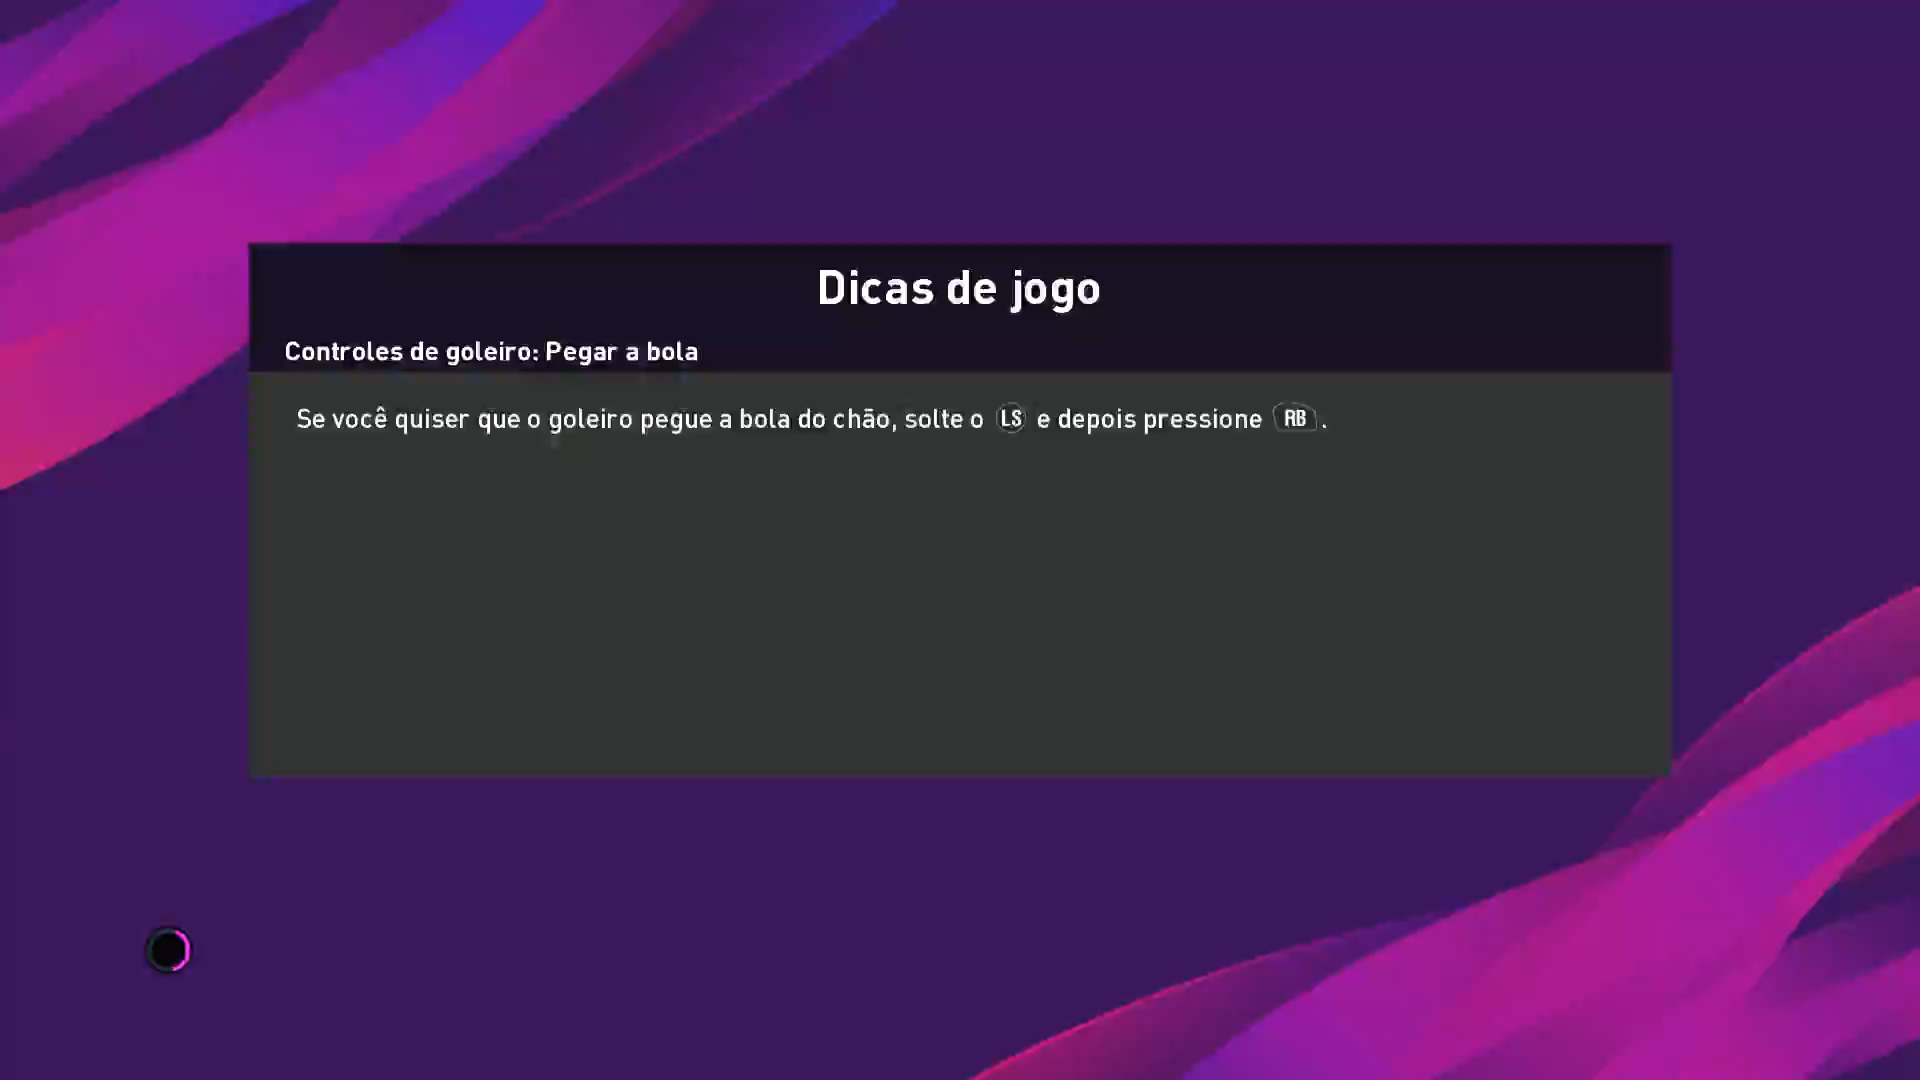 Dicas de jogo
Controles de goleiro: Pegar a bola
Se você quiser que o goleiro pegue a bola do chão, solte o LS e depois pressione RB.